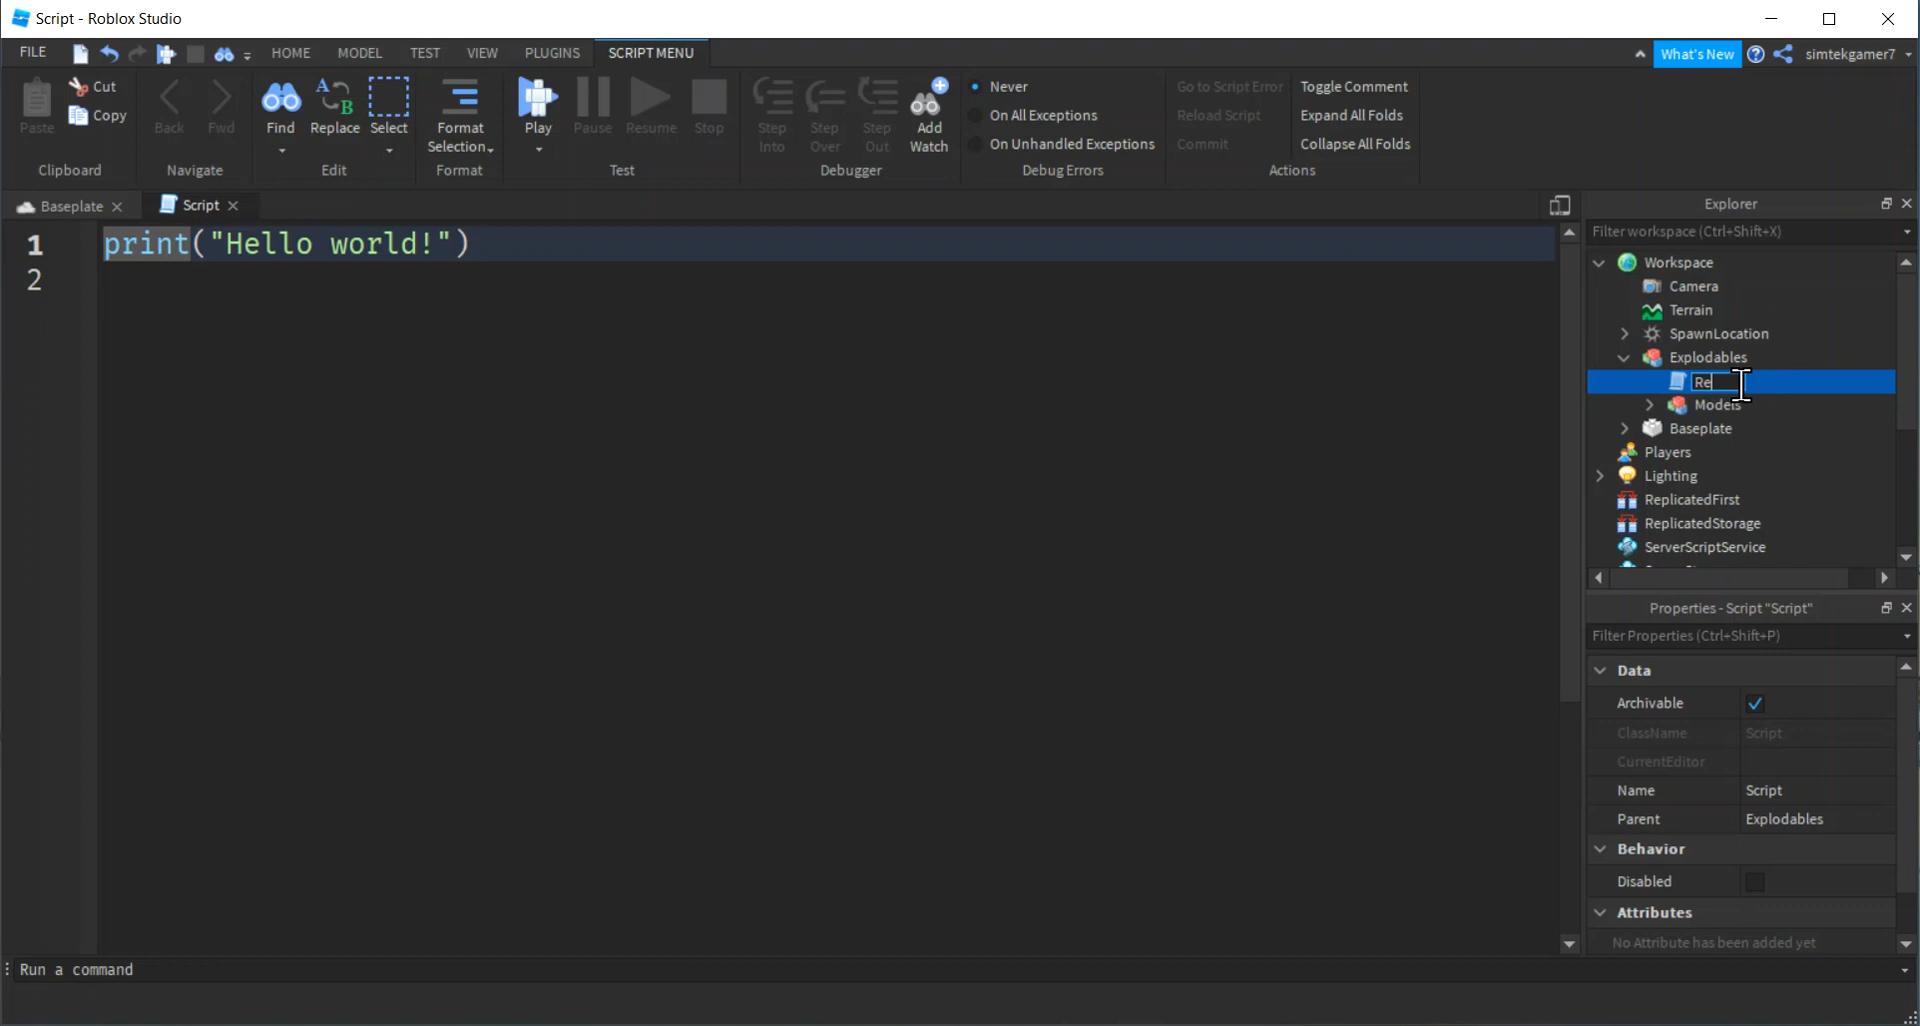 Script - Roblox Studio
FILE HOME MODEL TEST VIEW PLUGINS SCRIPT MENU What's New simtekgamer7
Paste Cut Copy
Clipboard
Back Fwd
Navigate
Find Replace Select
Edit
Format Selection
Format
Play Pause Resume Stop
Test
Step Into Step Over Step Out Add Watch
Debugger
Never
On All Exceptions
On Unhandled Exceptions
Debug Errors
Go to Script Error Toggle Comment
Reload Script Expand All Folds
Commit Collapse All Folds
Actions
Baseplate Script
1 print("Hello world!")
2
Explorer
Filter workspace (Ctrl+Shift+X)
Workspace
Camera
Terrain
SpawnLocation
Explodables
Re
Models
Baseplate
Players
Lighting
ReplicatedFirst
ReplicatedStorage
ServerScriptService
Properties - Script "Script"
Filter Properties (Ctrl+Shift+P)
Data
Archivable
ClassName Script
CurrentEditor
Name Script
Parent Explodables
Behavior
Disabled
Attributes
No Attribute has been added yet
Run a command